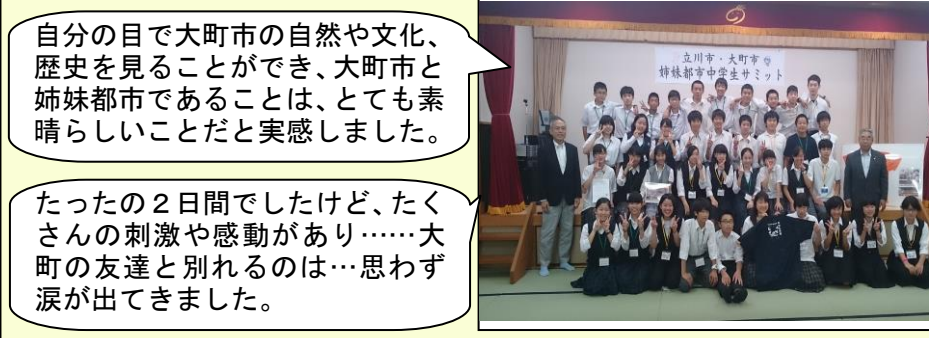 自分の目で大町市の自然や文化、
歴史を見ることができ、大町市と
姉妹都市であることは、とても素
晴らしいことだと実感しました。
たったの２日間でしたけど、たく
さんの刺激や感動があり……大
町の友達と別れるのは…思わず
涙が出てきました。
立川市・大町市
姉妹都市中学生サミット